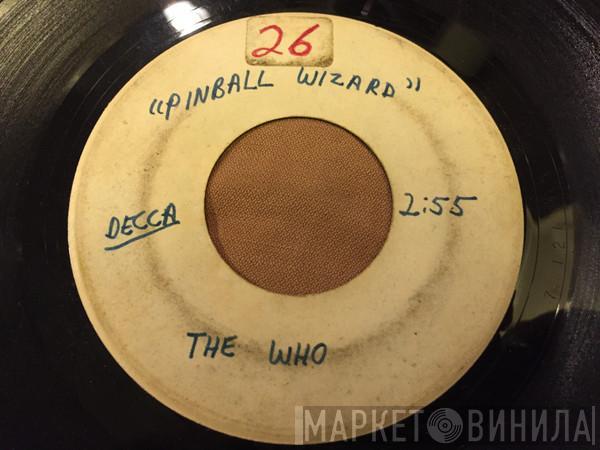 26
"PINBALL WIZARD"
DECCA
2:55
THE WHO
МАРКЕТ ВИНИЛА